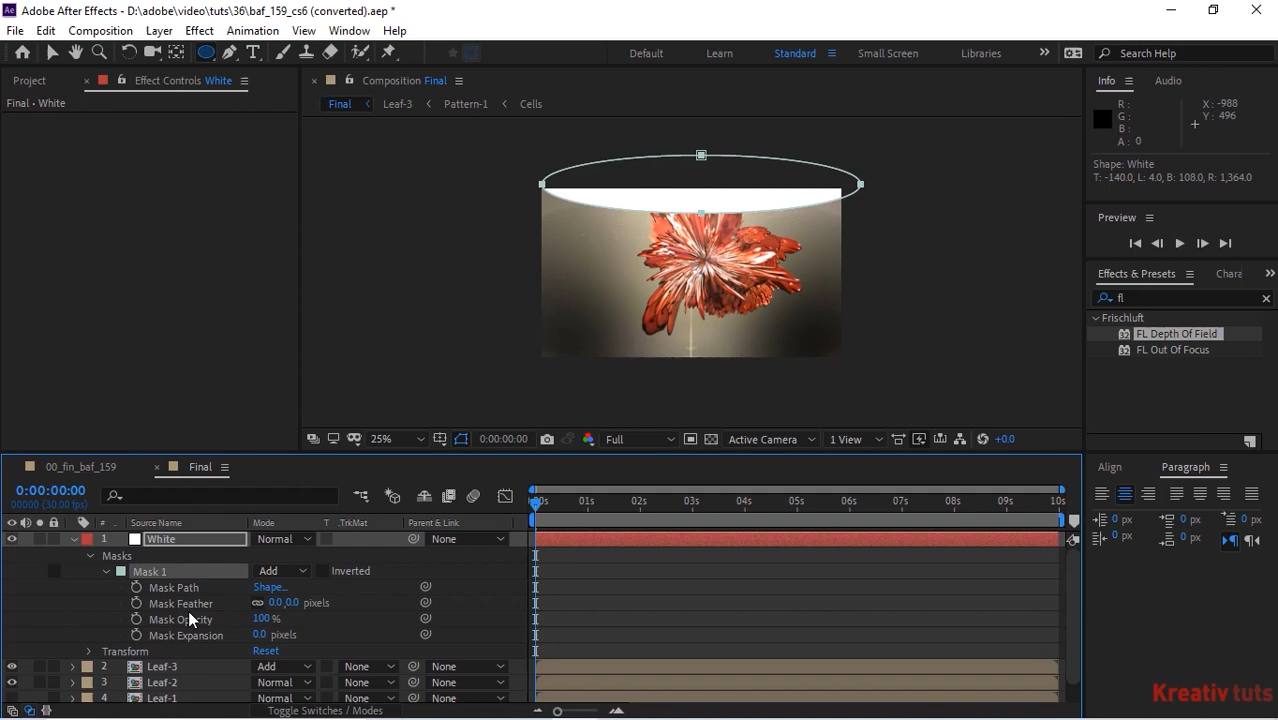 Adobe After Effects - D:\adobe\video\tuts\36\baf_159_cs6 (converted).aep *
File Edit Composition Layer Effect Animation View Window Help
Default Learn Standard Small Screen Libraries Search Help
Project Effect Controls White Composition Final Info Audio
Final • White
Final Leaf-3 Pattern-1 Cells
R : X : -988
G : Y : 496
B :
A : 0
Shape: White
T: -140.0, L: 4.0, B: 108.0, R: 1,364.0
Preview
Effects & Presets Chara
fl
Frischluft
32 FL Depth Of Field
32 FL Out Of Focus
25% 0:00:00:00 Full Active Camera 1 View +0.0
00_fin_baf_159 Final Align Paragraph
0:00:00:00
00000 (30.00 fps)
00s 01s 02s 03s 04s 05s 06s 07s 08s 09s 10s
# Source Name Mode T .TrkMat Parent & Link
1 White Normal None
Masks
Mask 1 Add Inverted
Mask Path Shape...
Mask Feather 0.0,0.0 pixels
Mask Opacity 100 %
Mask Expansion 0.0 pixels
Transform Reset
2 Leaf-3 Add None None
3 Leaf-2 Normal None None
4 Leaf-1 Normal None None
Toggle Switches / Modes
0 px 0 px 0 px
0 px 0 px
Kreativ tuts